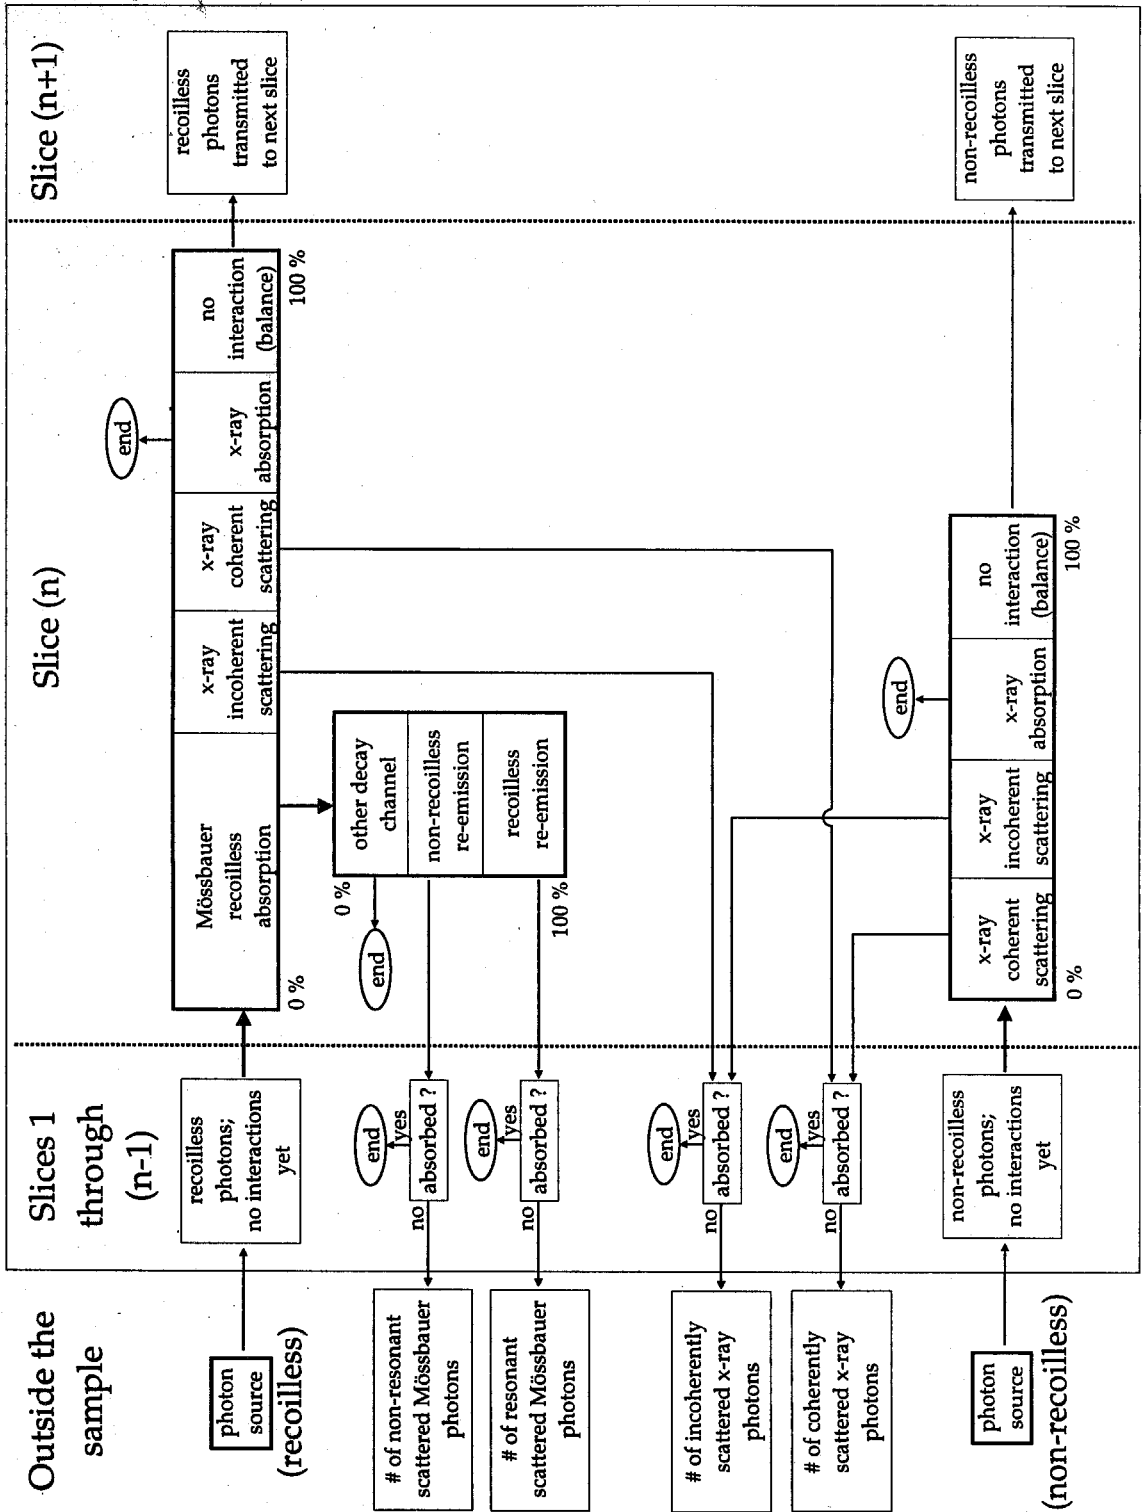 Outside the
sample
Slices 1
through
(n-1)
Slice (n)
Slice (n+1)
photon
source
(recoilless)
recoilless
photons;
no interactions
yet
0 %
Mössbauer
recoilless
absorption
x-ray
incoherent
scattering
x-ray
coherent
scattering
x-ray
absorption
no
interaction
(balance)
100 %
end
recoilless
photons
transmitted
to next slice
0 %
other decay
channel
non-recoilless
re-emission
recoilless
re-emission
100 %
end
# of non-resonant
scattered Mössbauer
photons
no
absorbed ?
yes
end
# of resonant
scattered Mössbauer
photons
no
absorbed ?
yes
end
# of incoherently
scattered x-ray
photons
no
absorbed ?
yes
end
# of coherently
scattered x-ray
photons
no
absorbed ?
yes
end
photon
source
(non-recoilless)
non-recoilless
photons;
no interactions
yet
0 %
x-ray
coherent
scattering
x-ray
incoherent
scattering
x-ray
absorption
no
interaction
(balance)
100 %
end
non-recoilless
photons
transmitted
to next slice